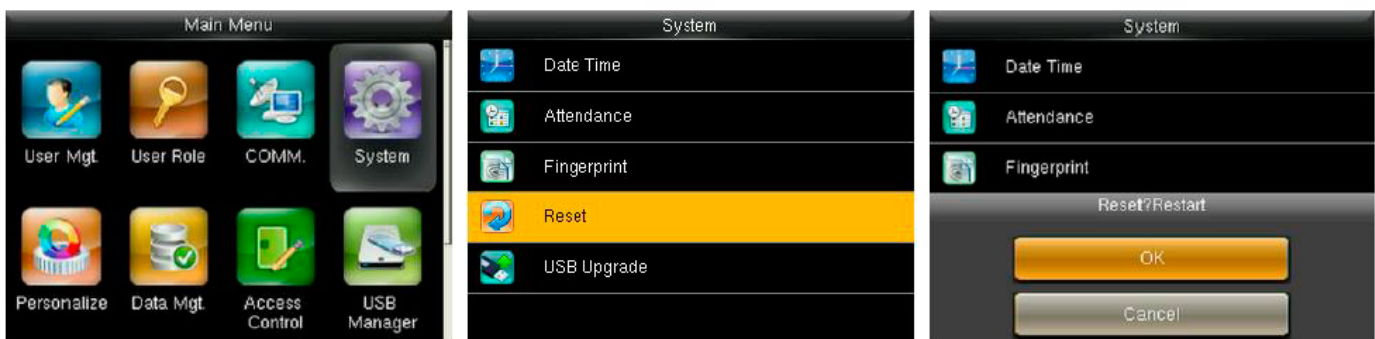 Main Menu
User Mgt.
User Role
COMM.
System
Personalize
Data Mgt.
Access
Control
USB
Manager
System
Date Time
Attendance
Fingerprint
Reset
USB Upgrade
System
Date Time
Attendance
Fingerprint
Reset?Restart
OK
Cancel